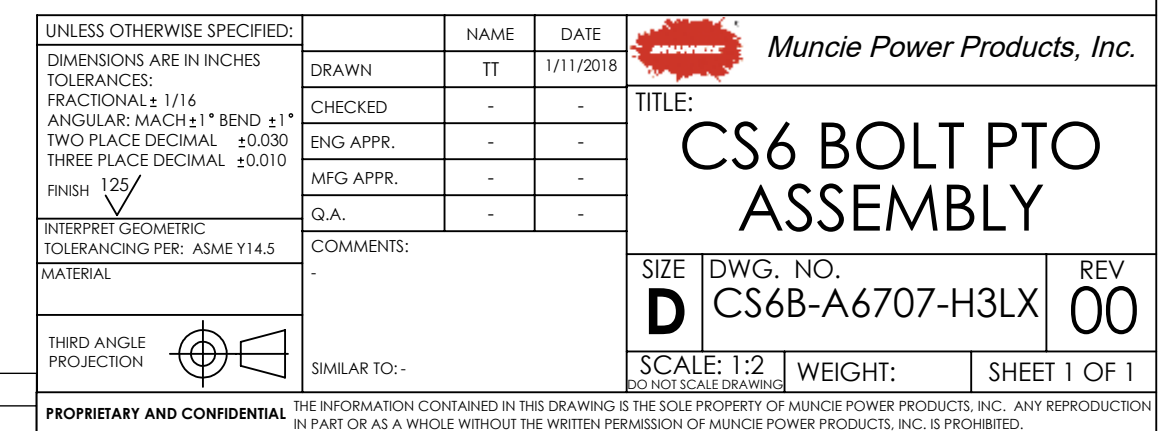 UNLESS OTHERWISE SPECIFIED:
DIMENSIONS ARE IN INCHES
TOLERANCES:
FRACTIONAL ± 1/16
ANGULAR: MACH ±1° BEND ±1°
TWO PLACE DECIMAL ±0.030
THREE PLACE DECIMAL ±0.010
FINISH 125
INTERPRET GEOMETRIC
TOLERANCING PER: ASME Y14.5
MATERIAL
THIRD ANGLE
PROJECTION
NAME DATE
DRAWN TT 1/11/2018
CHECKED - -
ENG APPR. - -
MFG APPR. - -
Q.A. - -
COMMENTS:
-
SIMILAR TO: -
Muncie Power Products, Inc.
TITLE:
CS6 BOLT PTO
ASSEMBLY
SIZE
D
DWG. NO.
CS6B-A6707-H3LX
REV
00
SCALE: 1:2
DO NOT SCALE DRAWING
WEIGHT:
SHEET 1 OF 1
PROPRIETARY AND CONFIDENTIAL
THE INFORMATION CONTAINED IN THIS DRAWING IS THE SOLE PROPERTY OF MUNCIE POWER PRODUCTS, INC. ANY REPRODUCTION
IN PART OR AS A WHOLE WITHOUT THE WRITTEN PERMISSION OF MUNCIE POWER PRODUCTS, INC. IS PROHIBITED.